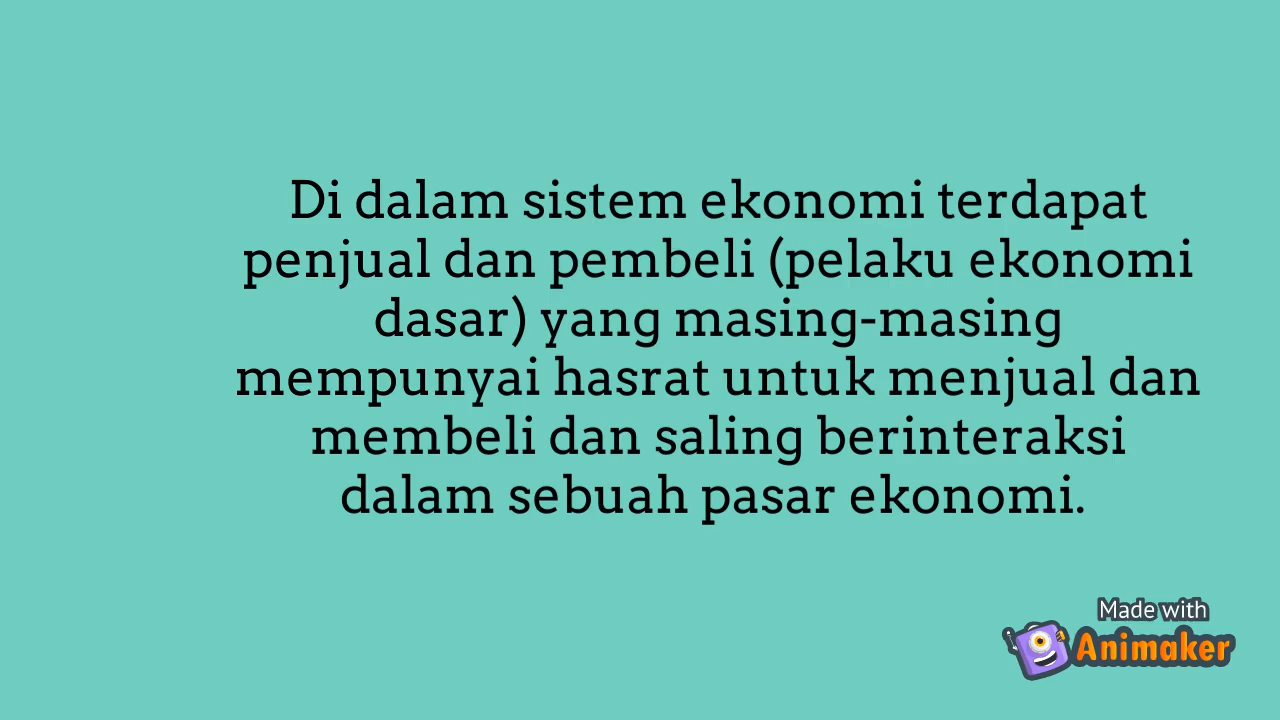 Di dalam sistem ekonomi terdapat
penjual dan pembeli (pelaku ekonomi
dasar) yang masing-masing
mempunyai hasrat untuk menjual dan
membeli dan saling berinteraksi
dalam sebuah pasar ekonomi.
Made with
Animaker